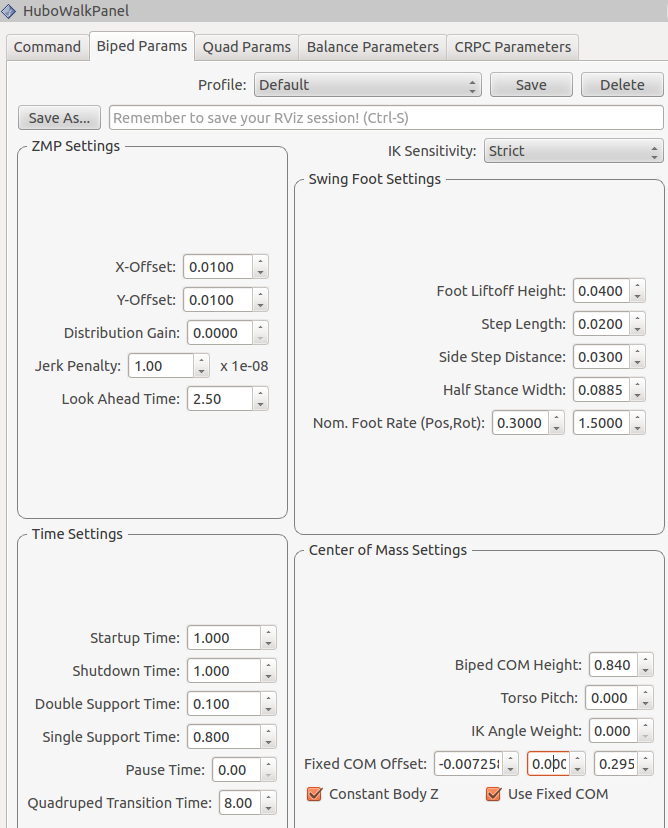 HuboWalkPanel
Command Biped Params Quad Params Balance Parameters CRPC Parameters
Profile: Default Save Delete
Save As... Remember to save your RViz session! (Ctrl-S)
ZMP Settings
X-Offset: 0.0100
Y-Offset: 0.0100
Distribution Gain: 0.0000
Jerk Penalty: 1.00 x 1e-08
Look Ahead Time: 2.50
IK Sensitivity: Strict
Swing Foot Settings
Foot Liftoff Height: 0.0400
Step Length: 0.0200
Side Step Distance: 0.0300
Half Stance Width: 0.0885
Nom. Foot Rate (Pos,Rot): 0.3000 1.5000
Time Settings
Startup Time: 1.000
Shutdown Time: 1.000
Double Support Time: 0.100
Single Support Time: 0.800
Pause Time: 0.00
Quadruped Transition Time: 8.00
Center of Mass Settings
Biped COM Height: 0.840
Torso Pitch: 0.000
IK Angle Weight: 0.000
Fixed COM Offset: -0.00725 0.295
Constant Body Z Use Fixed COM